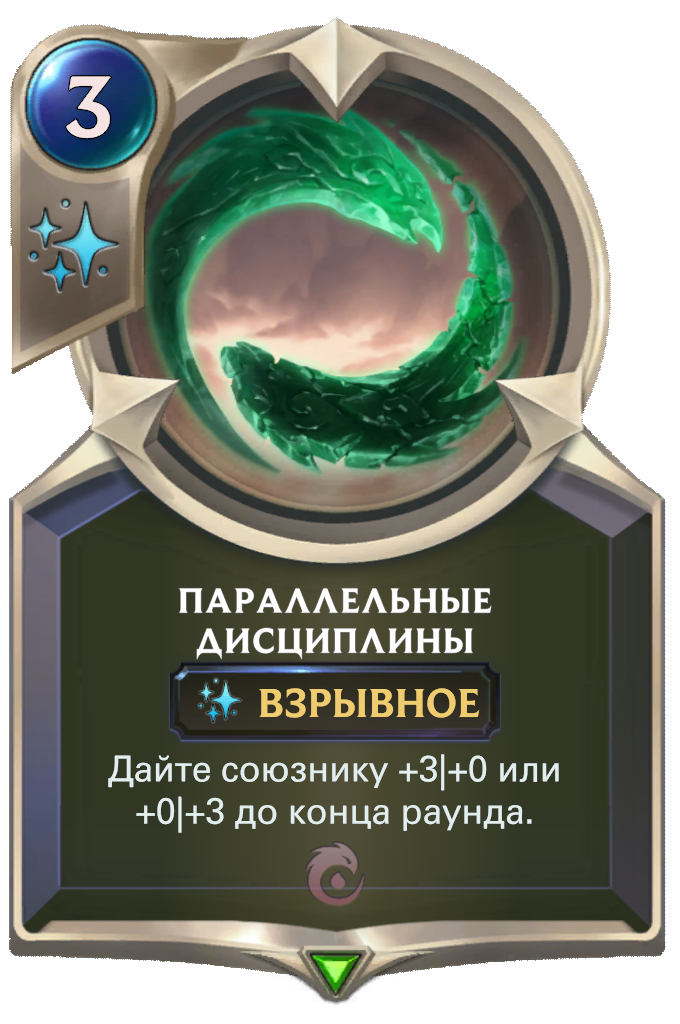 3
ПАРАЛЛЕЛЬНЫЕ
ДИСЦИПЛИНЫ
ВЗРЫВНОЕ
Дайте союзнику +3|+0 или
+0|+3 до конца раунда.